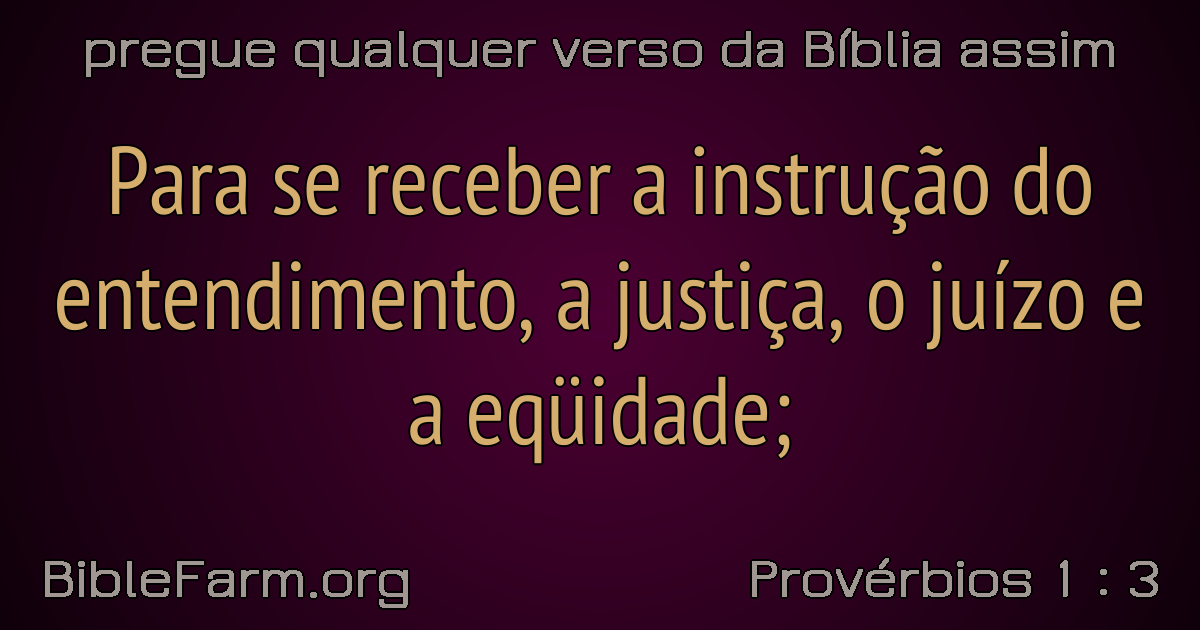 pregue qualquer verso da Bíblia assim
Para se receber a instrução do
entendimento, a justiça, o juízo e
a eqüidade;
BibleFarm.org
Provérbios 1 : 3